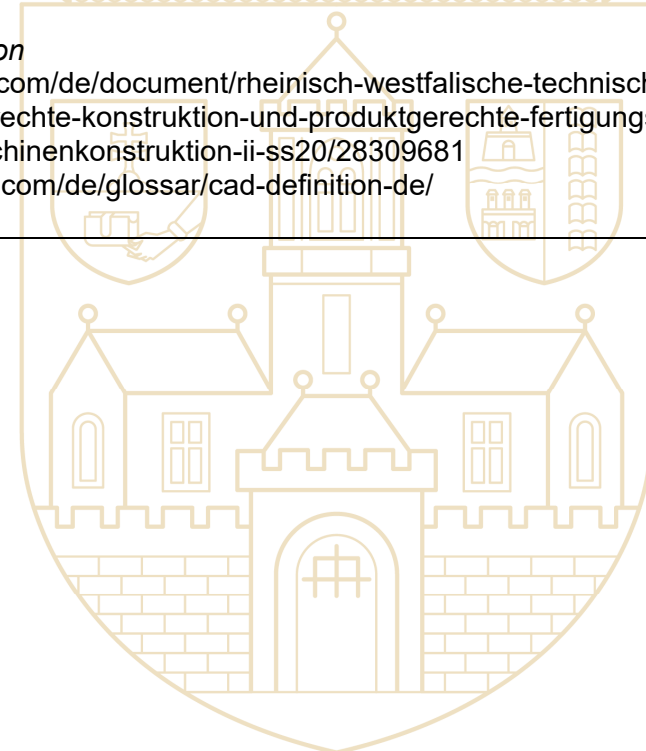 on
com/de/document/rheinisch-westfalische-technisch
echte-konstruktion-und-produktgerechte-fertigungs
chinenkonstruktion-ii-ss20/28309681
.com/de/glossar/cad-definition-de/